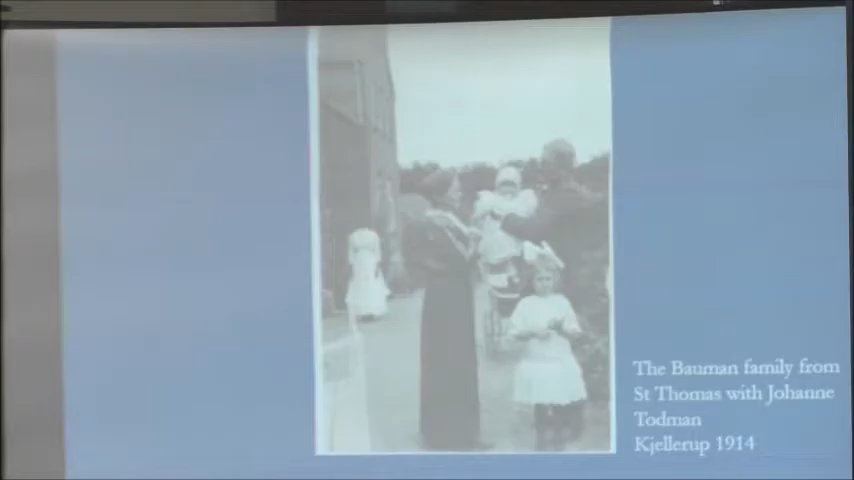 The Bauman family from
St Thomas with Johanne
Todman
Kjellerup 1914